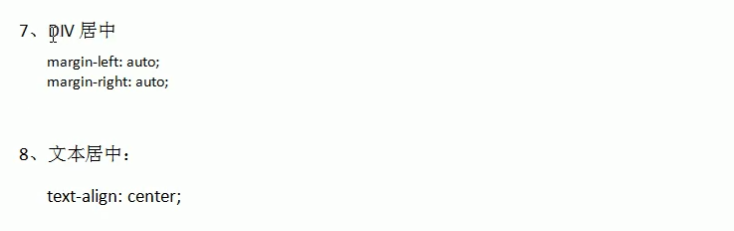 7、DIV 居中
margin-left: auto;
margin-right: auto;
8、文本居中：
text-align: center;